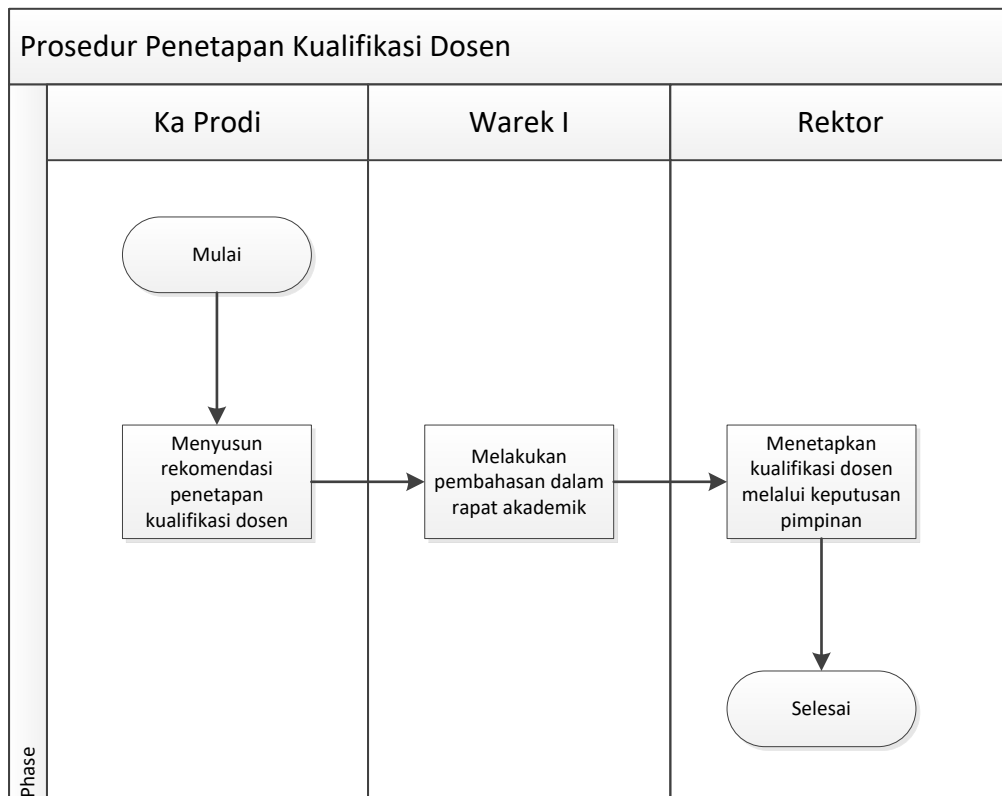 Prosedur Penetapan Kualifikasi Dosen
Ka Prodi
Warek I
Rektor
Mulai
Menyusun
rekomendasi
penetapan
kualifikasi dosen
Melakukan
pembahasan dalam
rapat akademik
Menetapkan
kualifikasi dosen
melalui keputusan
pimpinan
Selesai
Phase